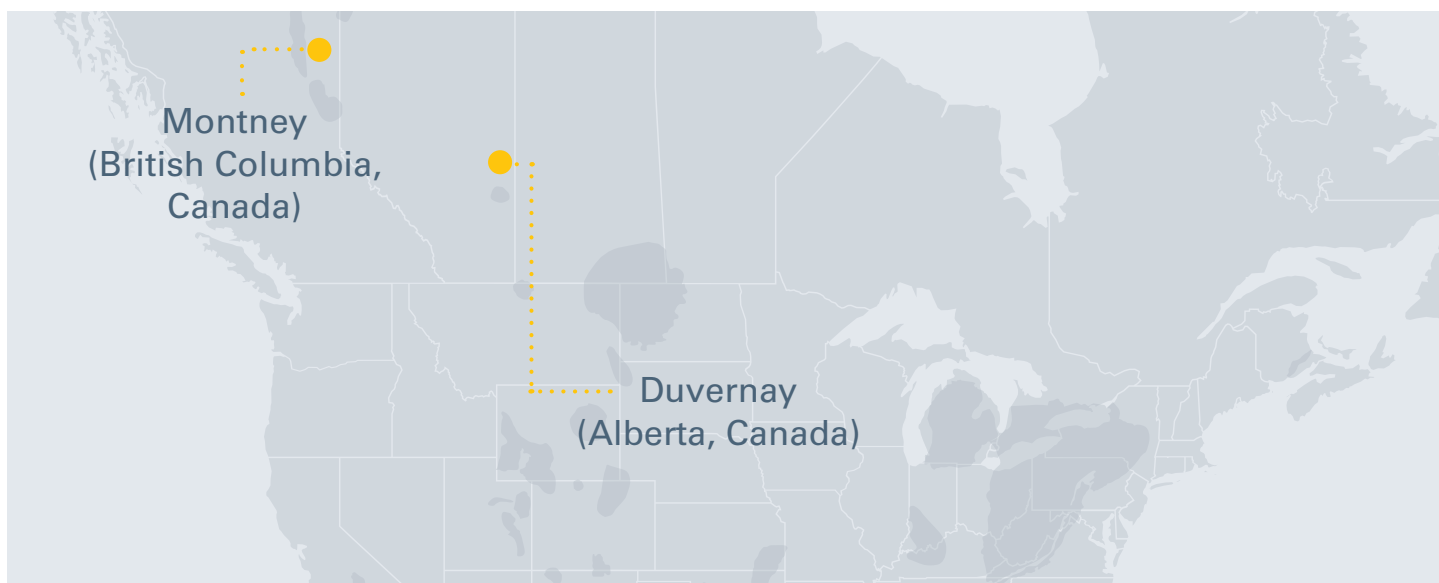 Montney
(British Columbia,
Canada)
Duvernay
(Alberta, Canada)